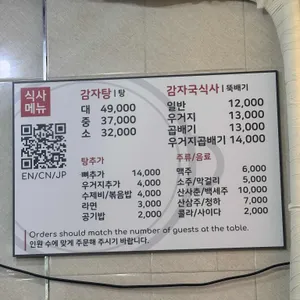 식사
메뉴
EN/CN/JP
감자탕 | 탕
대 49,000
중 37,000
소 32,000
감자국식사 | 뚝배기
일반 12,000
우거지 13,000
곱배기 13,000
우거지곱배기 14,000
탕추가
뼈추가 14,000
우거지추가 4,000
수제비/볶음밥 4,000
라면 3,000
공기밥 2,000
주류/음료
맥주 6,000
소주/막걸리 5,000
산사춘/백세주 10,000
산삼주/청하 7,000
콜라/사이다 2,000
Orders should match the number of guests at the table.
인원 수에 맞게 주문해 주시기 바랍니다.